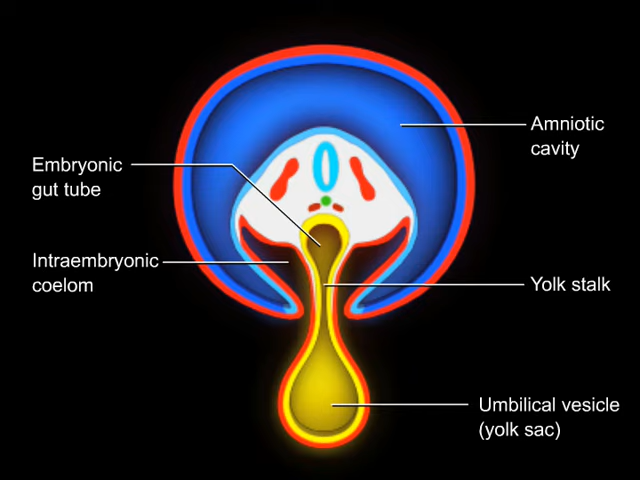 Amniotic
cavity
Embryonic
gut tube
Intraembryonic
coelom
Yolk stalk
Umbilical vesicle
(yolk sac)